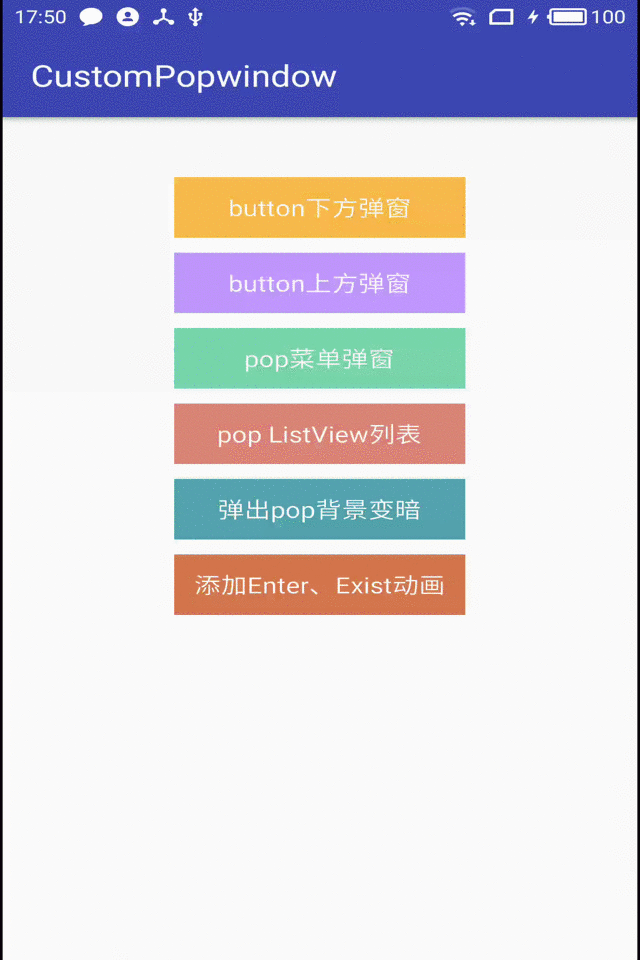 17:50
100
CustomPopwindow
button下方弹窗
button上方弹窗
pop菜单弹窗
pop ListView列表
弹出pop背景变暗
添加Enter、Exist动画